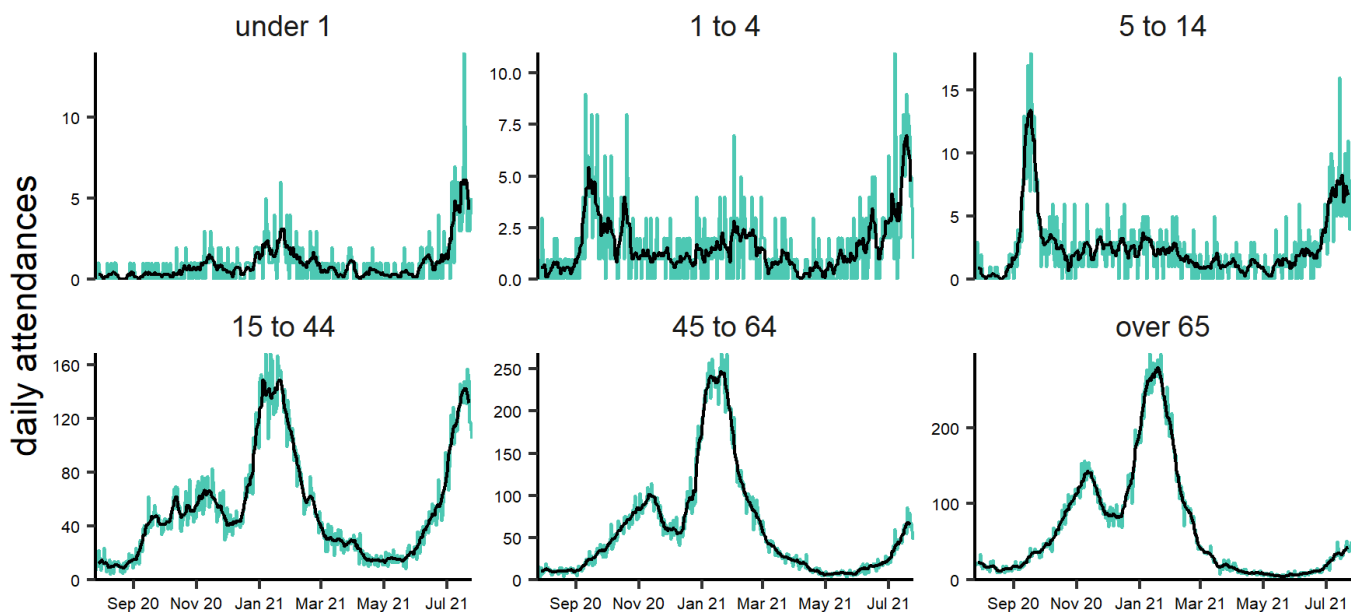 under 1
1 to 4
5 to 14
10
5
0
10.0
7.5
5.0
2.5
0.0
15
10
5
0
daily attendances
15 to 44
45 to 64
over 65
160
120
80
40
0
250
200
150
100
50
0
200
100
0
Sep 20 Nov 20 Jan 21 Mar 21 May 21 Jul 21
Sep 20 Nov 20 Jan 21 Mar 21 May 21 Jul 21
Sep 20 Nov 20 Jan 21 Mar 21 May 21 Jul 21